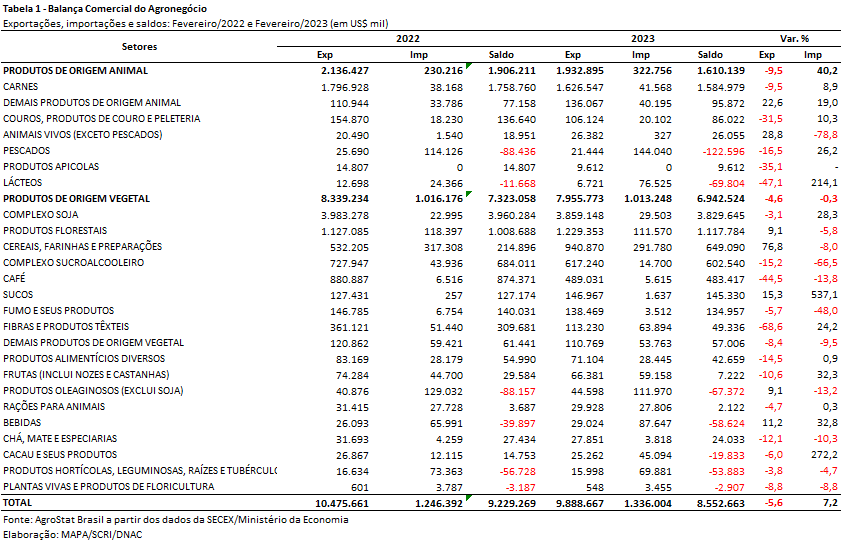 Tabela 1 - Balança Comercial do Agronegócio
Exportações, importações e saldos: Fevereiro/2022 e Fevereiro/2023 (em US$ mil)
Setores 2022 2023 Var. %
Exp Imp Saldo Exp Imp Saldo Exp Imp
PRODUTOS DE ORIGEM ANIMAL 2.136.427 230.216 1.906.211 1.932.895 322.756 1.610.139 -9,5 40,2
CARNES 1.796.928 38.168 1.758.760 1.626.547 41.568 1.584.979 -9,5 8,9
DEMAIS PRODUTOS DE ORIGEM ANIMAL 110.944 33.786 77.158 136.067 40.195 95.872 22,6 19,0
COUROS, PRODUTOS DE COURO E PELETERIA 154.870 18.230 136.640 106.124 20.102 86.022 -31,5 10,3
ANIMAIS VIVOS (EXCETO PESCADOS) 20.490 1.540 18.951 26.382 327 26.055 28,8 -78,8
PESCADOS 25.690 114.126 -88.436 21.444 144.040 -122.596 -16,5 26,2
PRODUTOS APICOLAS 14.807 0 14.807 9.612 0 9.612 -35,1 -
LÁCTEOS 12.698 24.366 -11.668 6.721 76.525 -69.804 -47,1 214,1
PRODUTOS DE ORIGEM VEGETAL 8.339.234 1.016.176 7.323.058 7.955.773 1.013.248 6.942.524 -4,6 -0,3
COMPLEXO SOJA 3.983.278 22.995 3.960.284 3.859.148 29.503 3.829.645 -3,1 28,3
PRODUTOS FLORESTAIS 1.127.085 118.397 1.008.688 1.229.353 111.570 1.117.784 9,1 -5,8
CEREAIS, FARINHAS E PREPARAÇÕES 532.205 317.308 214.896 940.870 291.780 649.090 76,8 -8,0
COMPLEXO SUCROALCOOLEIRO 727.947 43.936 684.011 617.240 14.700 602.540 -15,2 -66,5
CAFÉ 880.887 6.516 874.371 489.031 5.615 483.417 -44,5 -13,8
SUCOS 127.431 257 127.174 146.967 1.637 145.330 15,3 537,1
FUMO E SEUS PRODUTOS 146.785 6.754 140.031 138.469 3.512 134.957 -5,7 -48,0
FIBRAS E PRODUTOS TÊXTEIS 361.121 51.440 309.681 113.230 63.894 49.336 -68,6 24,2
DEMAIS PRODUTOS DE ORIGEM VEGETAL 120.862 59.421 61.441 110.769 53.763 57.006 -8,4 -9,5
PRODUTOS ALIMENTÍCIOS DIVERSOS 83.169 28.179 54.990 71.104 28.445 42.659 -14,5 0,9
FRUTAS (INCLUI NOZES E CASTANHAS) 74.284 44.700 29.584 66.381 59.158 7.222 -10,6 32,3
PRODUTOS OLEAGINOSOS (EXCLUI SOJA) 40.876 129.032 -88.157 44.598 111.970 -67.372 9,1 -13,2
RAÇÕES PARA ANIMAIS 31.415 27.728 3.687 29.928 27.806 2.122 -4,7 0,3
BEBIDAS 26.093 65.991 -39.897 29.024 87.647 -58.624 11,2 32,8
CHÁ, MATE E ESPECIARIAS 31.693 4.259 27.434 27.851 3.818 24.033 -12,1 -10,3
CACAU E SEUS PRODUTOS 26.867 12.115 14.753 25.262 45.094 -19.833 -6,0 272,2
PRODUTOS HORTÍCOLAS, LEGUMINOSAS, RAÍZES E TUBÉRCUL 16.634 73.363 -56.728 15.998 69.881 -53.883 -3,8 -4,7
PLANTAS VIVAS E PRODUTOS DE FLORICULTURA 601 3.787 -3.187 548 3.455 -2.907 -8,8 -8,8
TOTAL 10.475.661 1.246.392 9.229.269 9.888.667 1.336.004 8.552.663 -5,6 7,2
Fonte: AgroStat Brasil a partir dos dados da SECEX/Ministério da Economia
Elaboração: MAPA/SCRI/DNAC